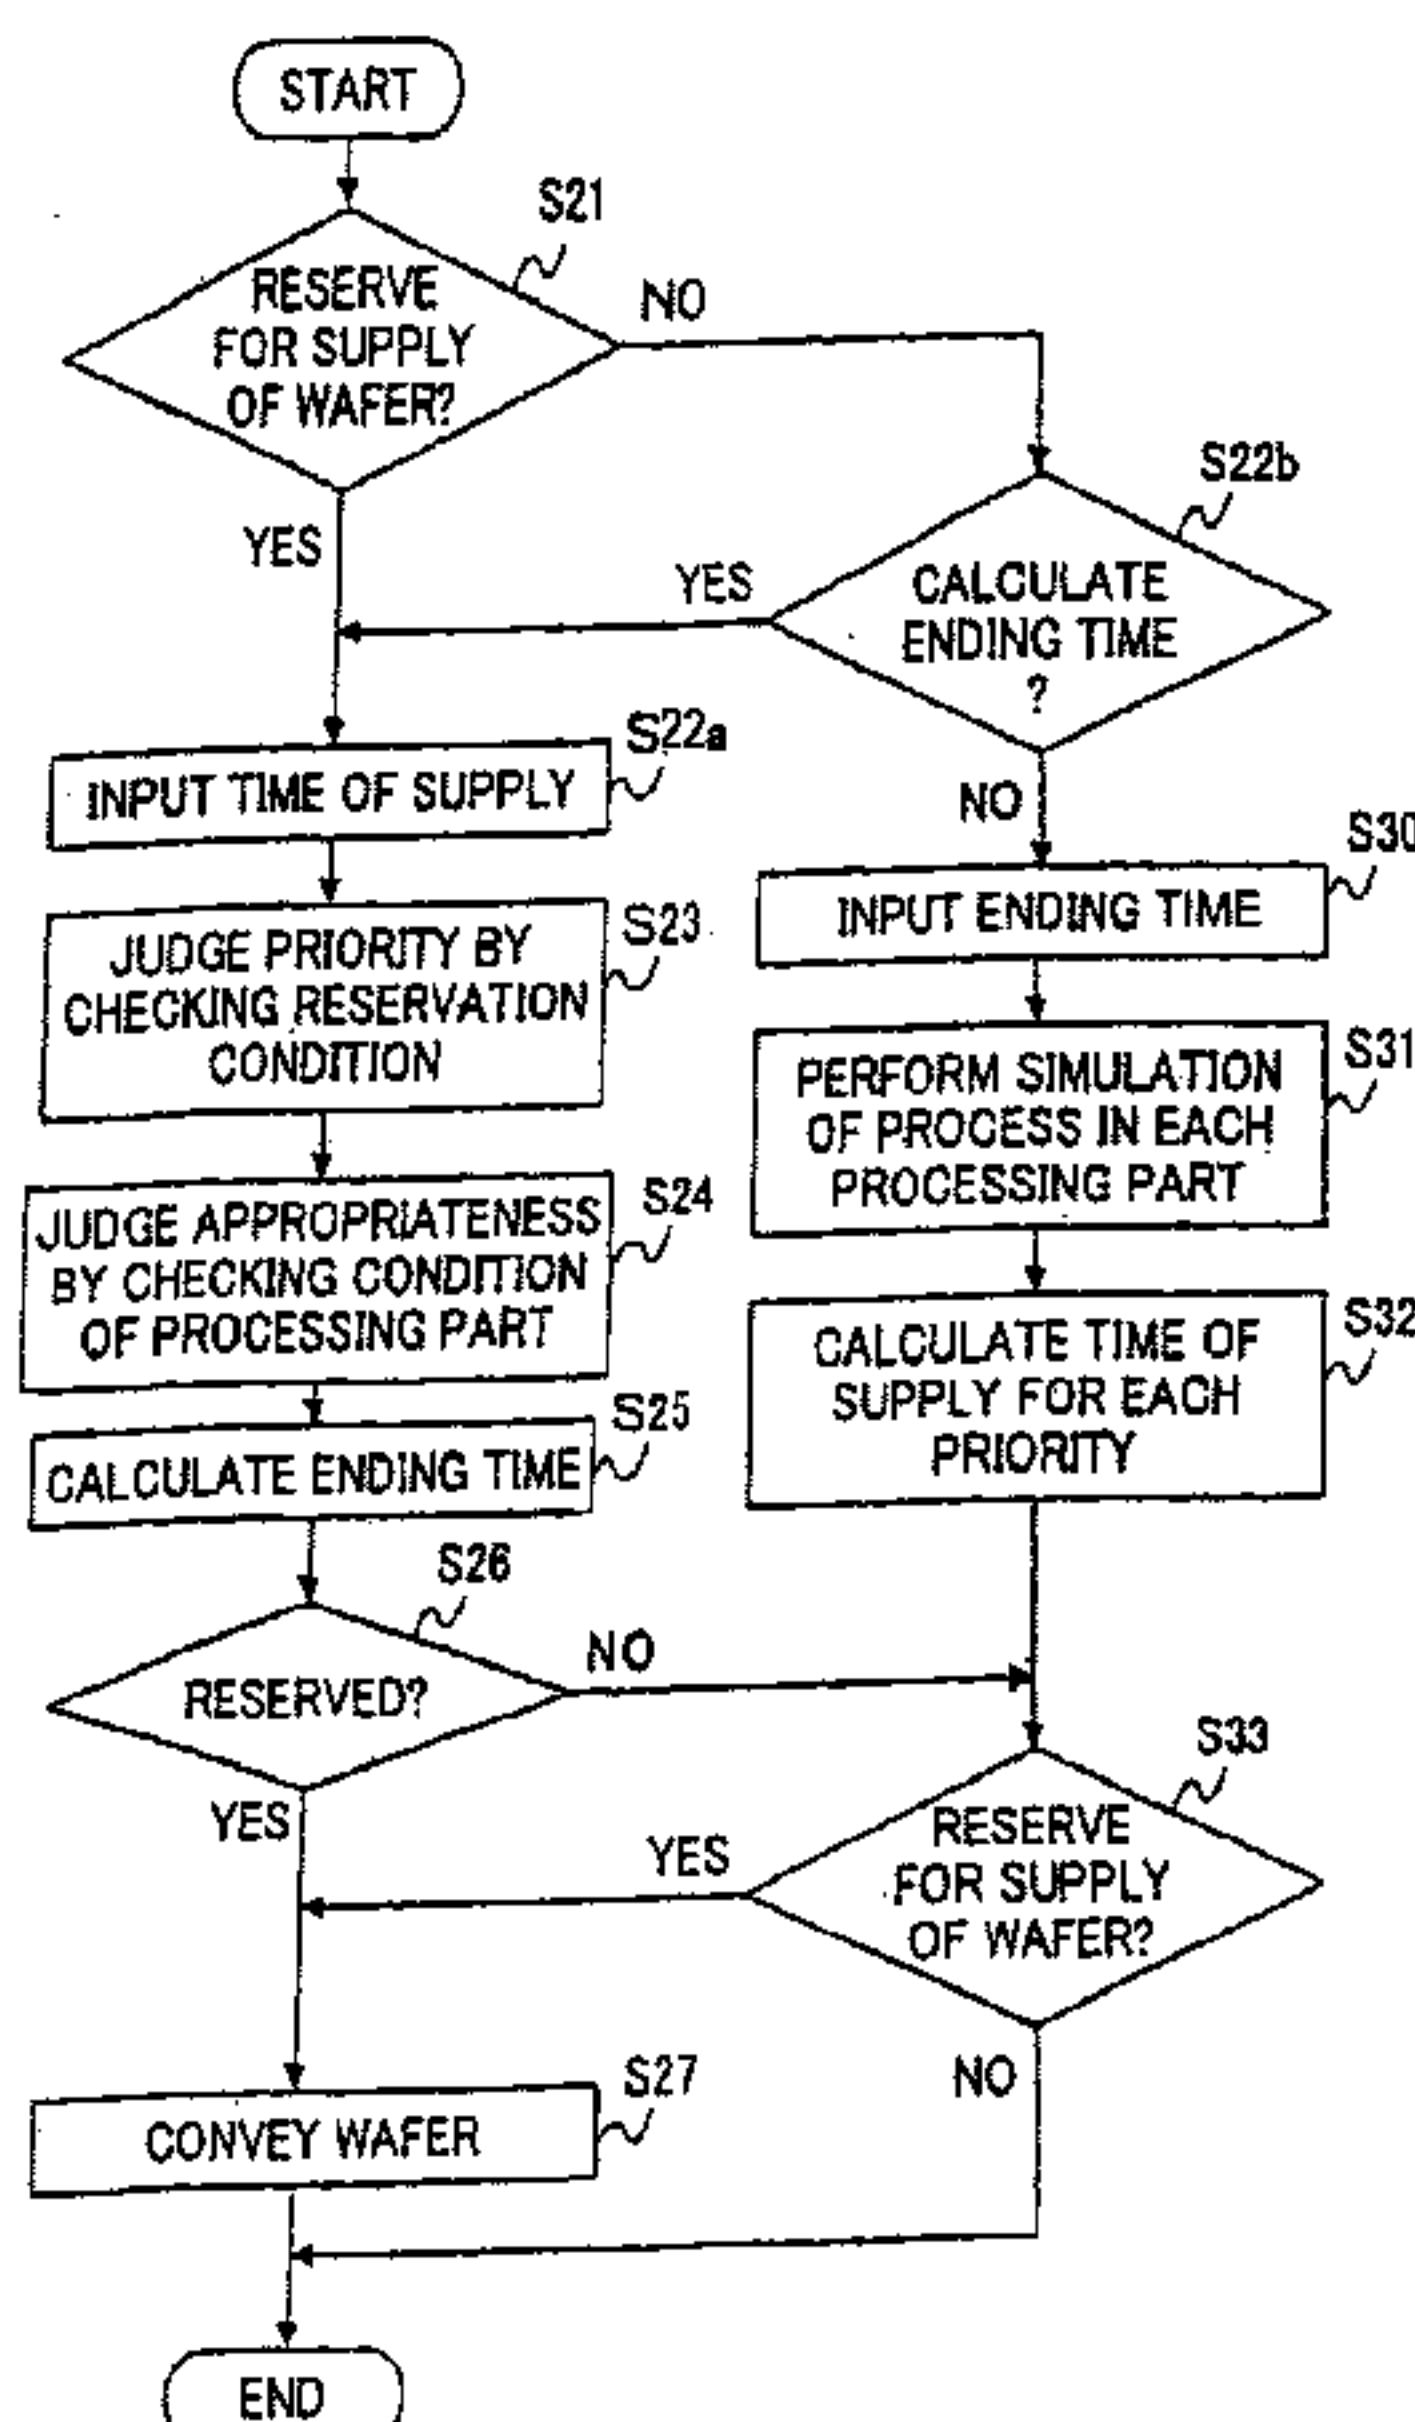 START
S21
RESERVE
FOR SUPPLY
OF WAFER?
NO
YES
S22b
CALCULATE
ENDING TIME
?
YES
NO
S22a
INPUT TIME OF SUPPLY
S30
INPUT ENDING TIME
S23
JUDGE PRIORITY BY
CHECKING RESERVATION
CONDITION
S31
PERFORM SIMULATION
OF PROCESS IN EACH
PROCESSING PART
S24
JUDGE APPROPRIATENESS
BY CHECKING CONDITION
OF PROCESSING PART
S32
CALCULATE TIME OF
SUPPLY FOR EACH
PRIORITY
S25
CALCULATE ENDING TIME
S26
RESERVED?
NO
YES
S33
RESERVE
FOR SUPPLY
OF WAFER?
YES
NO
S27
CONVEY WAFER
END